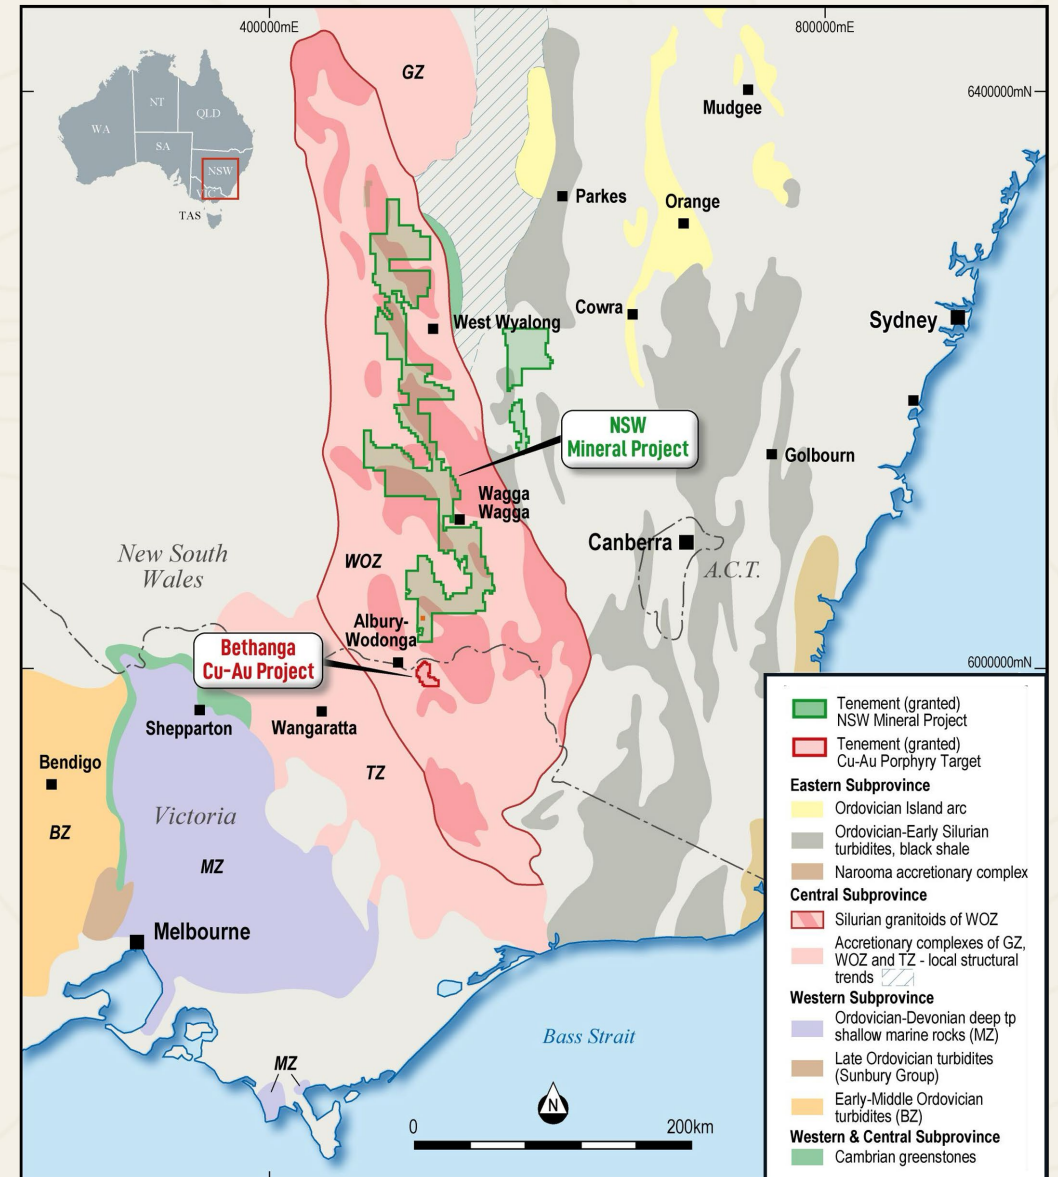 400000mE
800000mE
6400000mN
6000000mN
WA
NT
QLD
SA
NSW
VIC
TAS
GZ
Mudgee
Parkes
Orange
Cowra
West Wyalong
Sydney
NSW
Mineral Project
Golbourn
Wagga
Wagga
Canberra
A.C.T.
New South
Wales
WOZ
Albury-
Wodonga
Bethanga
Cu-Au Project
Shepparton
Wangaratta
Bendigo
TZ
BZ
Victoria
MZ
Melbourne
Bass Strait
MZ
N
0
200km
Tenement (granted)
NSW Mineral Project
Tenement (granted)
Cu-Au Porphyry Target
Eastern Subprovince
Ordovician Island arc
Ordovician-Early Silurian
turbidites, black shale
Narooma accretionary complex
Central Subprovince
Silurian granitoids of WOZ
Accretionary complexes of GZ,
WOZ and TZ - local structural
trends
Western Subprovince
Ordovician-Devonian deep tp
shallow marine rocks (MZ)
Late Ordovician turbidites
(Sunbury Group)
Early-Middle Ordovician
turbidites (BZ)
Western & Central Subprovince
Cambrian greenstones